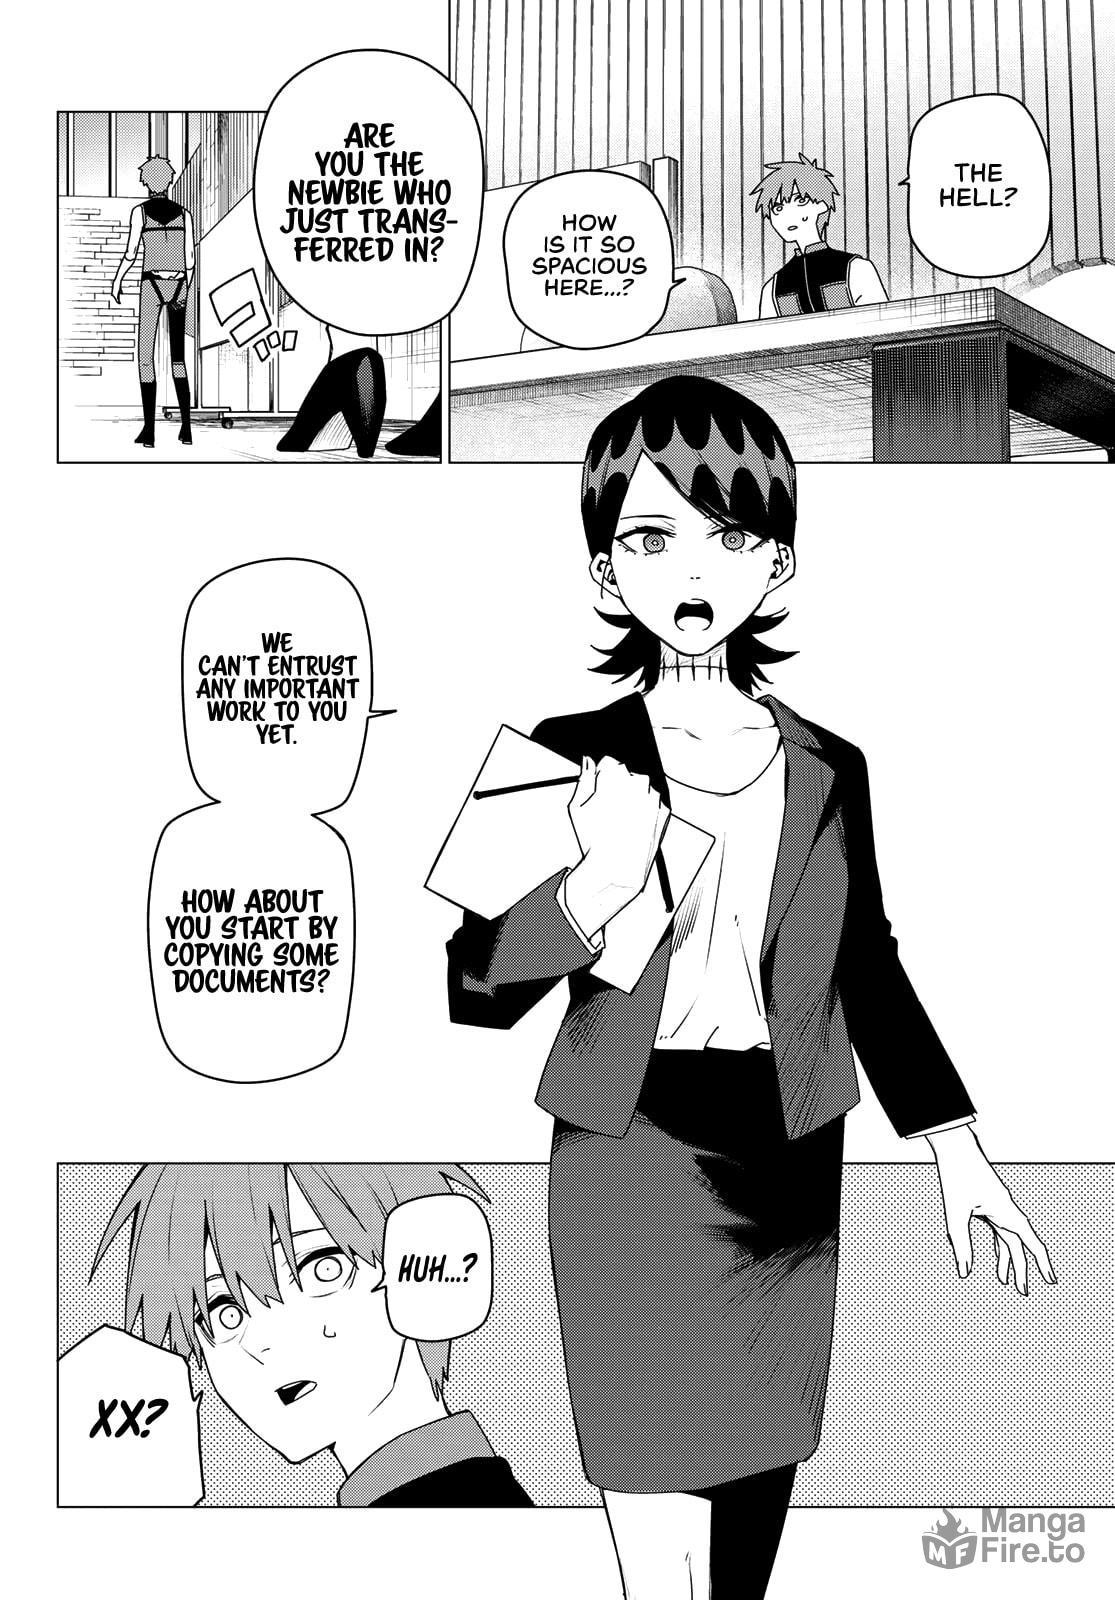 THE
HELL?
HOW
IS IT SO
SPACIOUS
HERE...?
ARE
YOU THE
NEWBIE WHO
JUST TRANS-
FERRED IN?
WE
CAN'T ENTRUST
ANY IMPORTANT
WORK TO YOU
YET.
HOW ABOUT
YOU START BY
COPYING SOME
DOCUMENTS?
HUH...?
XX?
Manga
Fire.to
MF